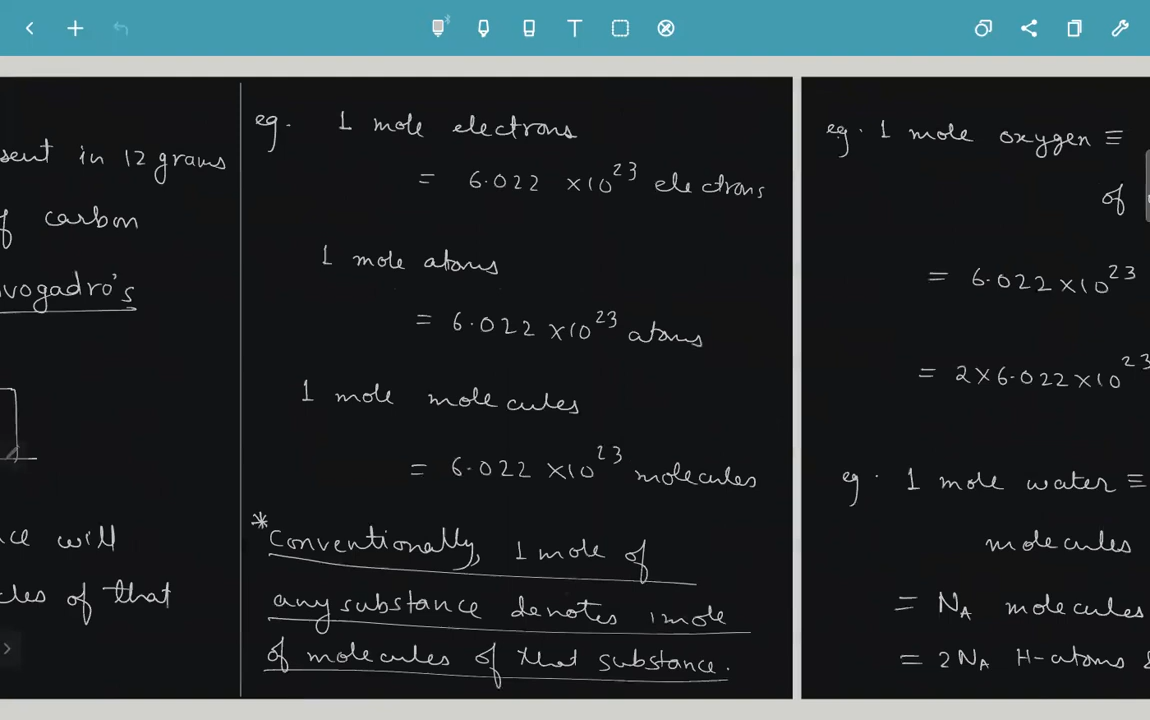 sent in 12 grams
of carbon
vogadro's
nce will
cles of that
eg. 1 mole electrons
= 6.022 ×10²³ electrons
1 mole atoms
= 6.022 ×10²³ atoms
1 mole molecules
= 6.022 ×10²³ molecules
*Conventionally, 1 mole of
any substance denotes 1 mole
of molecules of that substance.
eg. 1 mole oxygen ≡
of
= 6.022×10²³
= 2×6.022×10²³
eg. 1 mole water ≡
molecules
= N_A molecules
= 2N_A H-atoms &